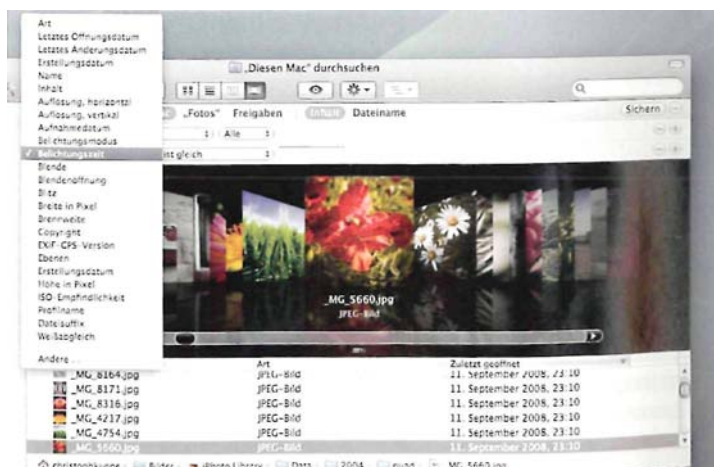 Art
Letztes Öffnungsdatum
Letztes Änderungsdatum
Erstellungsdatum
Name
Inhalt
Auflösung, horizontal
Auflösung, vertikal
Aufnahmedatum
Belichtungsmodus
✓ Belichtungszeit
Blende
Blendenöffnung
Blitz
Breite in Pixel
Brennweite
Copyright
EXIF-GPS-Version
Ebenen
Erstellungsdatum
Höhe in Pixel
ISO-Empfindlichkeit
Profilname
Dateisuffix
Weißabgleich
Andere ...
„Diesen Mac“ durchsuchen
„Fotos“ Freigaben Inhalt Dateiname Sichern
Alle
ist gleich
_MG_5660.jpg
JPEG-Bild
Art Zuletzt geöffnet
_MG_8164.jpg JPEG-Bild 11. September 2008, 23:10
_MG_8171.jpg JPEG-Bild 11. September 2008, 23:10
_MG_8316.jpg JPEG-Bild 11. September 2008, 23:10
_MG_4217.jpg JPEG-Bild 11. September 2008, 23:10
_MG_4754.jpg JPEG-Bild 11. September 2008, 23:10
_MG_5660.jpg JPEG-Bild 11. September 2008, 23:10
Bilder iPhoto Library Data 2004 _MG_5660.jpg